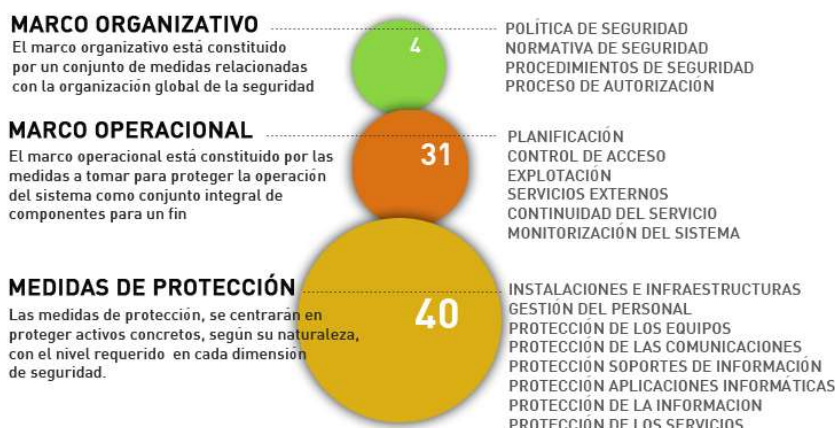 MARCO ORGANIZATIVO
El marco organizativo está constituido
por un conjunto de medidas relacionadas
con la organización global de la seguridad
4
POLÍTICA DE SEGURIDAD
NORMATIVA DE SEGURIDAD
PROCEDIMIENTOS DE SEGURIDAD
PROCESO DE AUTORIZACIÓN
MARCO OPERACIONAL
El marco operacional está constituido por las
medidas a tomar para proteger la operación
del sistema como conjunto integral de
componentes para un fin
31
PLANIFICACIÓN
CONTROL DE ACCESO
EXPLOTACIÓN
SERVICIOS EXTERNOS
CONTINUIDAD DEL SERVICIO
MONITORIZACIÓN DEL SISTEMA
MEDIDAS DE PROTECCIÓN
Las medidas de protección, se centrarán en
proteger activos concretos, según su naturaleza,
con el nivel requerido en cada dimensión
de seguridad.
40
INSTALACIONES E INFRAESTRUCTURAS
GESTIÓN DEL PERSONAL
PROTECCIÓN DE LOS EQUIPOS
PROTECCIÓN DE LAS COMUNICACIONES
PROTECCIÓN SOPORTES DE INFORMACIÓN
PROTECCIÓN APLICACIONES INFORMÁTICAS
PROTECCIÓN DE LA INFORMACION
PROTECCIÓN DE LOS SERVICIOS